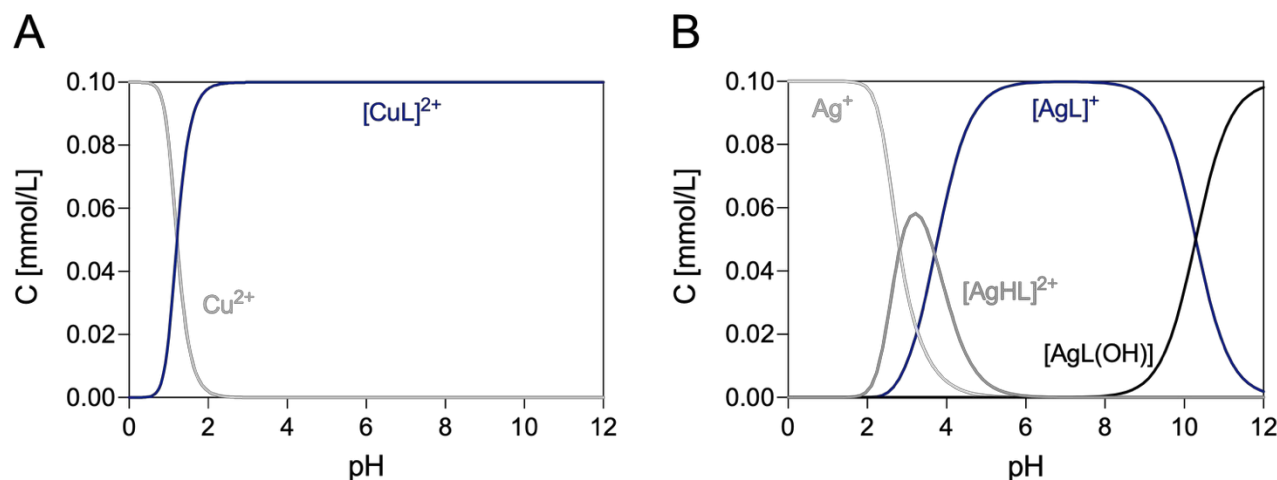 A
C [mmol/L]
0.10
0.08
0.06
0.04
0.02
0.00
[CuL]²⁺
Cu²⁺
0 2 4 6 8 10 12
pH
B
C [mmol/L]
0.10
0.08
0.06
0.04
0.02
0.00
Ag⁺
[AgL]⁺
[AgHL]²⁺
[AgL(OH)]
0 2 4 6 8 10 12
pH